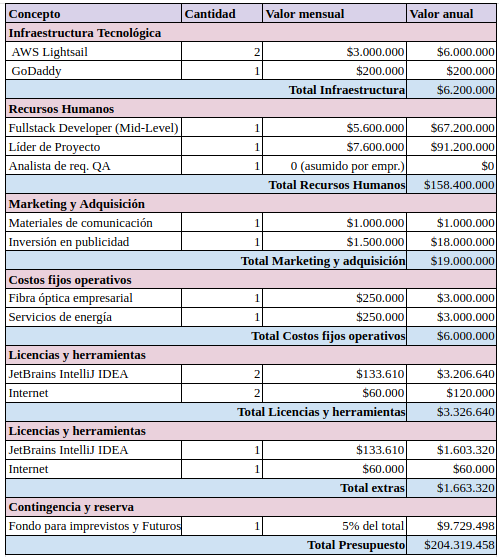 Concepto Cantidad Valor mensual Valor anual
Infraestructura Tecnológica
AWS Lightsail 2 $3.000.000 $6.000.000
GoDaddy 1 $200.000 $200.000
Total Infraestructura $6.200.000
Recursos Humanos
Fullstack Developer (Mid-Level) 1 $5.600.000 $67.200.000
Líder de Proyecto 1 $7.600.000 $91.200.000
Analista de req. QA 1 0 (asumido por empr.) $0
Total Recursos Humanos $158.400.000
Marketing y Adquisición
Materiales de comunicación 1 $1.000.000 $1.000.000
Inversión en publicidad 1 $1.500.000 $18.000.000
Total Marketing y adquisición $19.000.000
Costos fijos operativos
Fibra óptica empresarial 1 $250.000 $3.000.000
Servicios de energía 1 $250.000 $3.000.000
Total Costos fijos operativos $6.000.000
Licencias y herramientas
JetBrains IntelliJ IDEA 2 $133.610 $3.206.640
Internet 2 $60.000 $120.000
Total Licencias y herramientas $3.326.640
Licencias y herramientas
JetBrains IntelliJ IDEA 1 $133.610 $1.603.320
Internet 1 $60.000 $60.000
Total extras $1.663.320
Contingencia y reserva
Fondo para imprevistos y Futuros 1 5% del total $9.729.498
Total Presupuesto $204.319.458